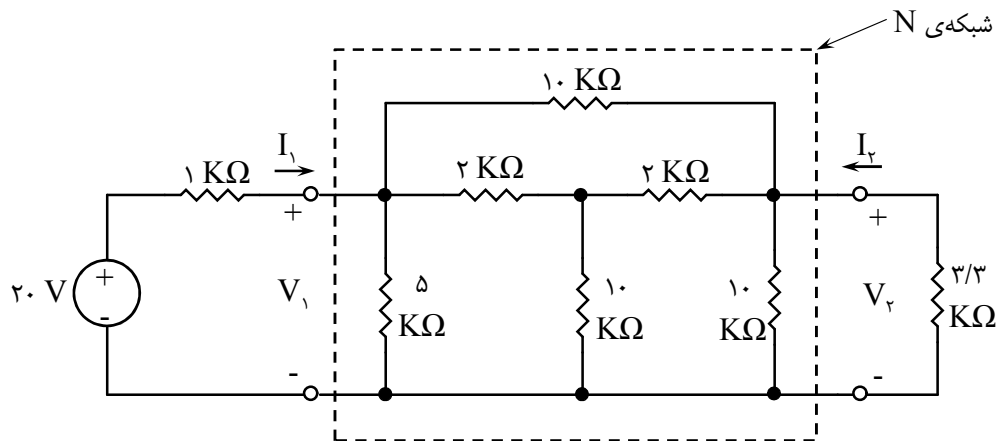 شبکه‌ی N
۱۰ KΩ
I۱
I۲
۱ KΩ
۲ KΩ
۲ KΩ
+
+
۲۰ V
+
-
V۱
۵
KΩ
۱۰
KΩ
۱۰
KΩ
V۲
۳/۳
KΩ
-
-